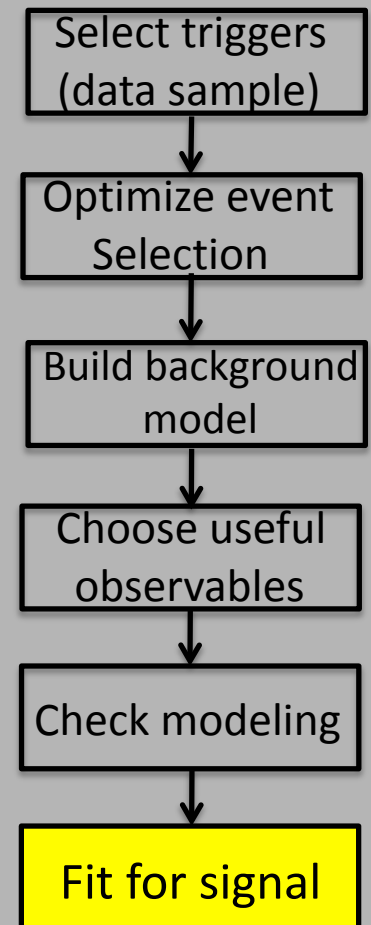 Select triggers
(data sample)
Optimize event
Selection
Build background
model
Choose useful
observables
Check modeling
Fit for signal